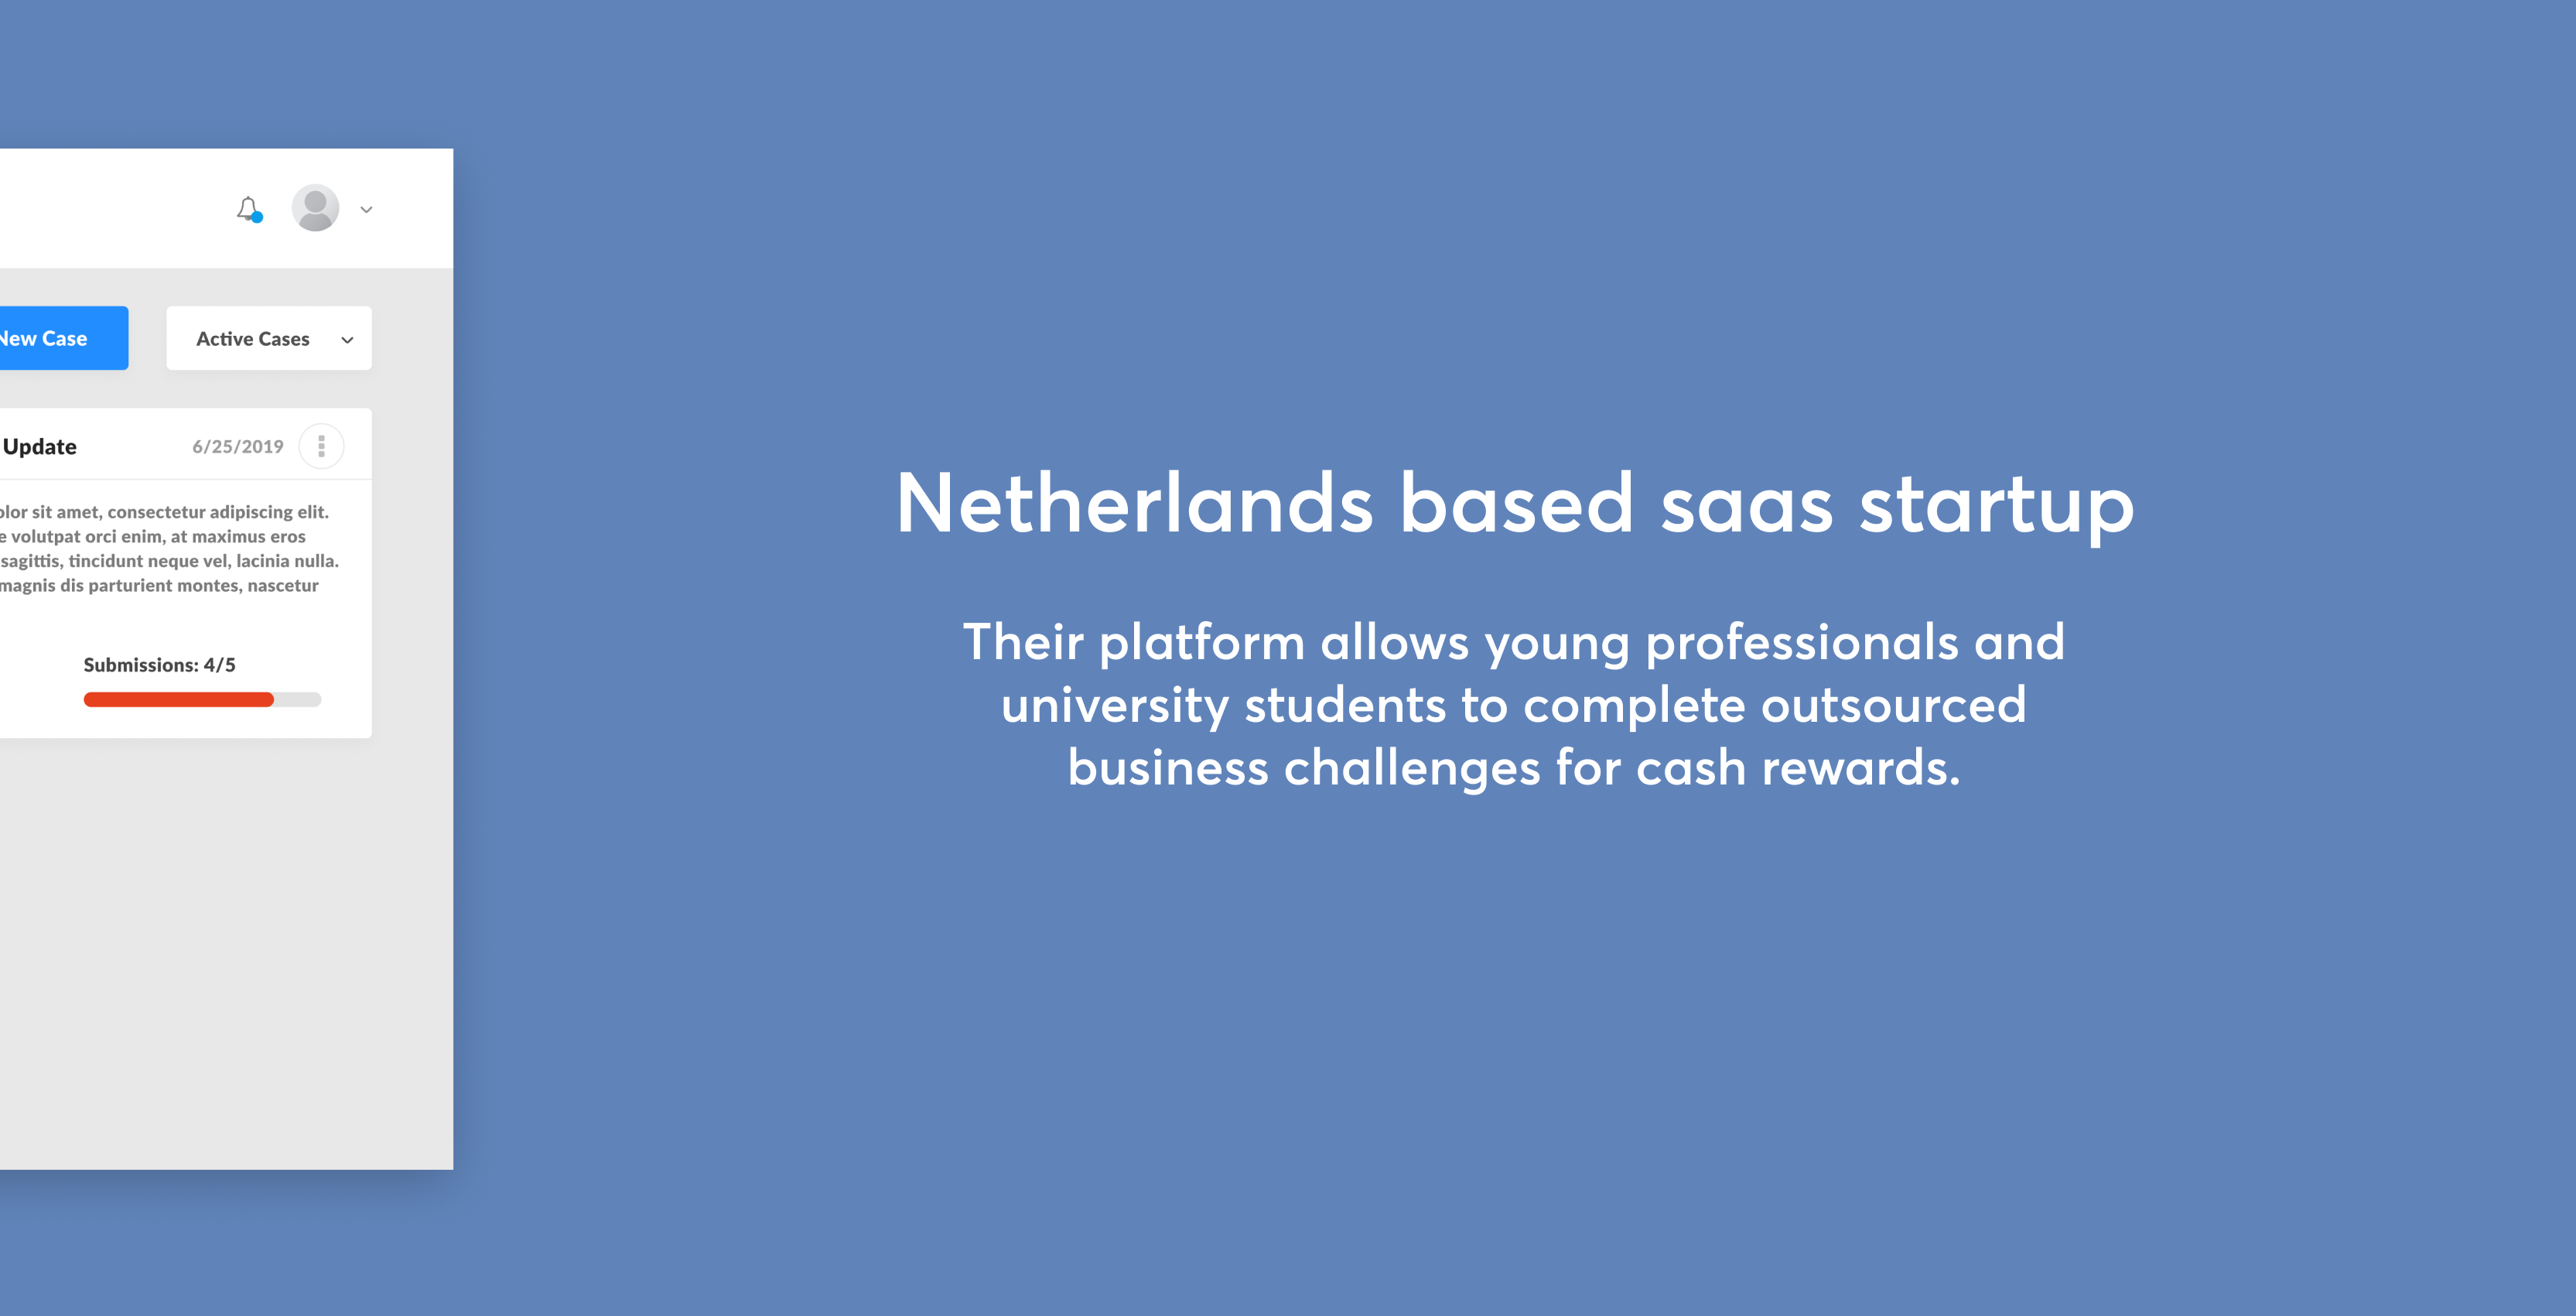 New Case
Active Cases
Update
6/25/2019
olor sit amet, consectetur adipiscing elit.
e volutpat orci enim, at maximus eros
sagittis, tincidunt neque vel, lacinia nulla.
magnis dis parturient montes, nascetur
Submissions: 4/5
Netherlands based saas startup
Their platform allows young professionals and
university students to complete outsourced
business challenges for cash rewards.